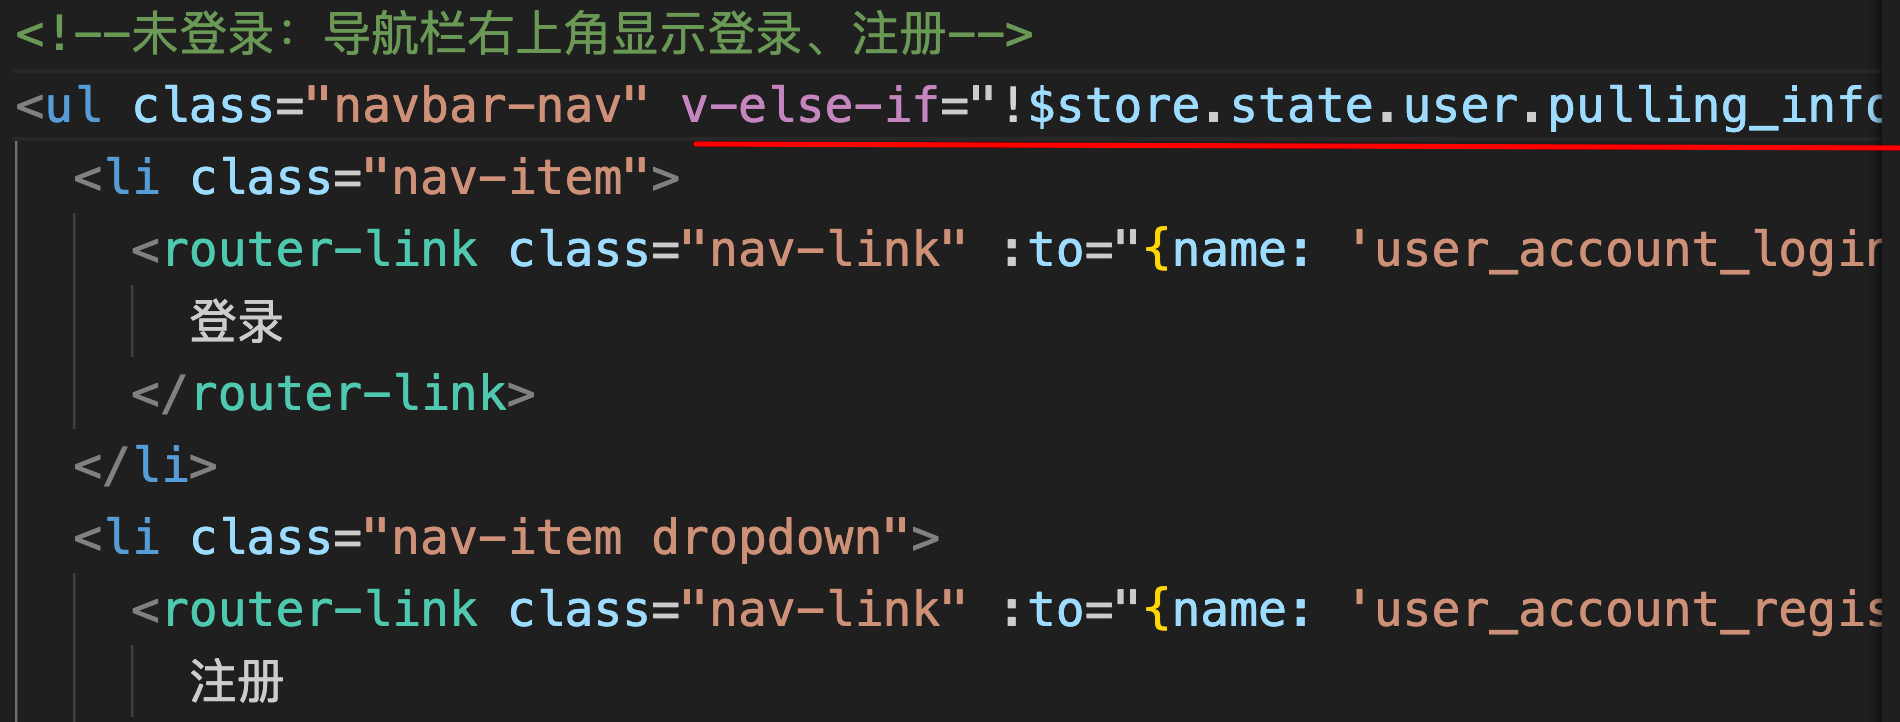 <!--未登录：导航栏右上角显示登录、注册-->
<ul class="navbar-nav" v-else-if="!$store.state.user.pulling_info
<li class="nav-item">
<router-link class="nav-link" :to="{name: 'user_account_login
登录
</router-link>
</li>
<li class="nav-item dropdown">
<router-link class="nav-link" :to="{name: 'user_account_regis
注册